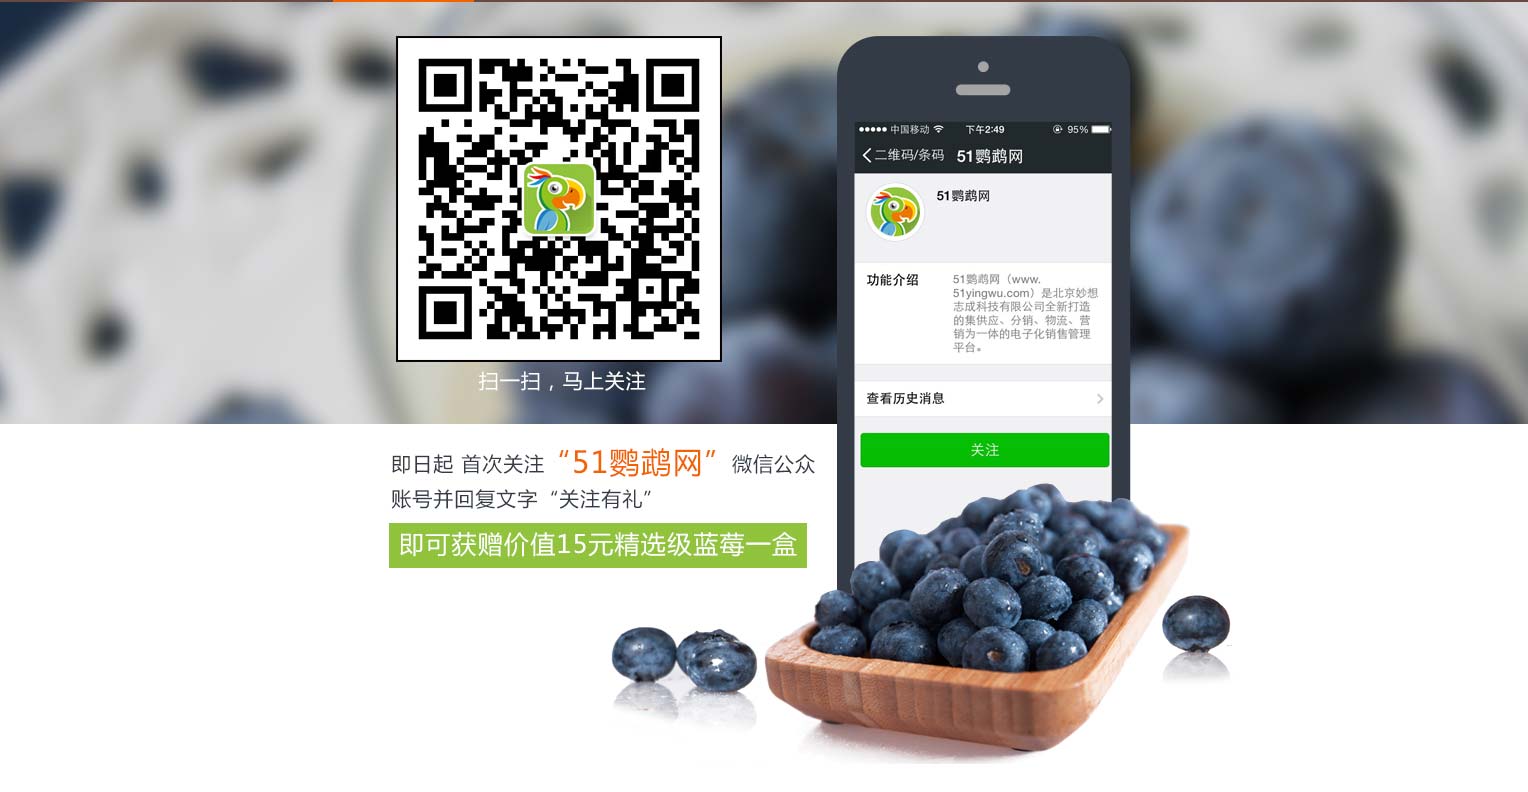 扫一扫，马上关注
即日起 首次关注“51鹦鹉网”微信公众
账号并回复文字“关注有礼”
即可获赠价值15元精选级蓝莓一盒
中国移动 下午2:49 95%
二维码/条码 51鹦鹉网
51鹦鹉网
功能介绍
51鹦鹉网（www.
51yingwu.com）是北京妙想
志成科技有限公司全新打造
的集供应、分销、物流、营
销为一体的电子化销售管理
平台。
查看历史消息
关注